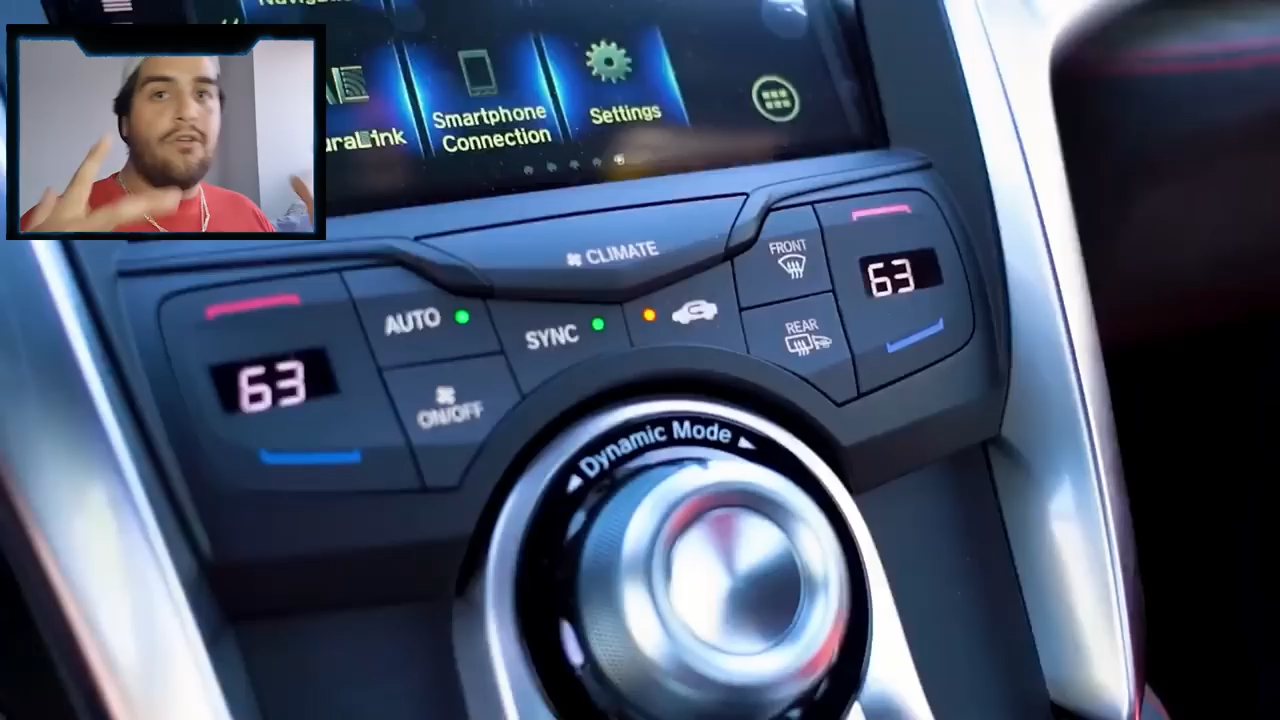 Smartphone
Connection
Settings
CLIMATE
FRONT
63
AUTO
SYNC
REAR
63
ON/OFF
Dynamic Mode